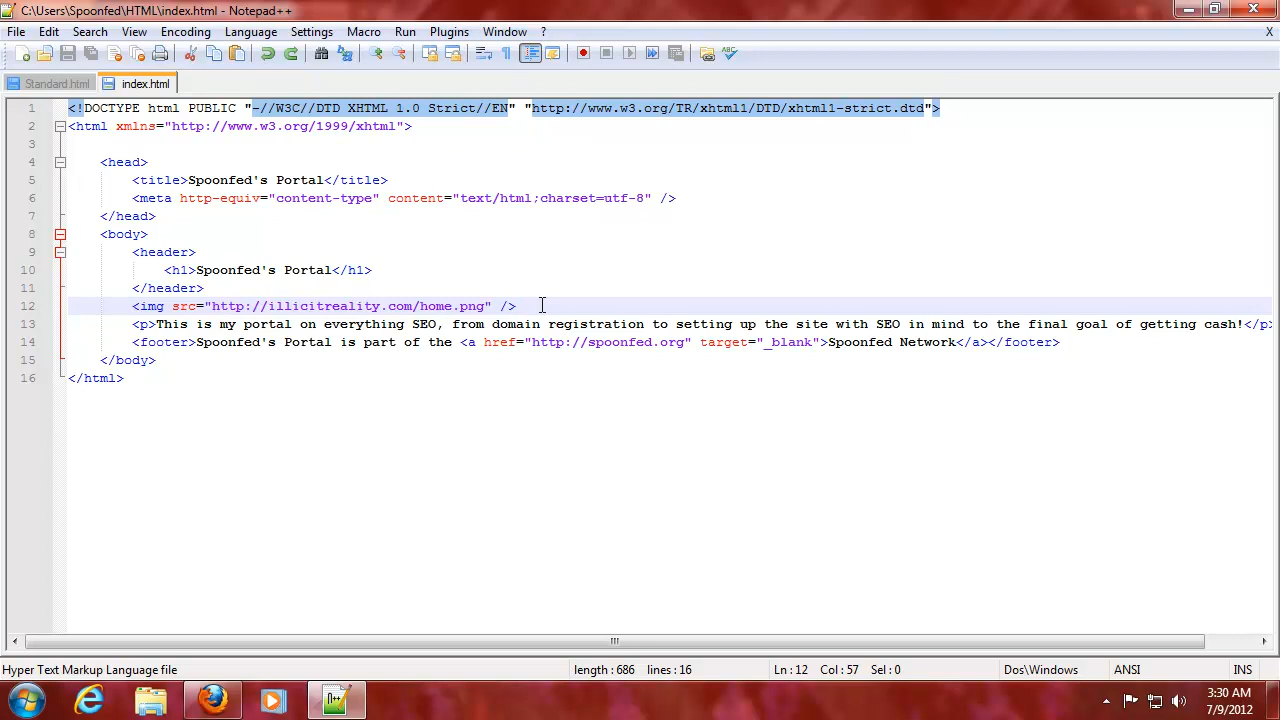 C:\Users\Spoonfed\HTML\index.html - Notepad++
File Edit Search View Encoding Language Settings Macro Run Plugins Window ? X
Standard.html index.html
1 <!DOCTYPE html PUBLIC "-//W3C//DTD XHTML 1.0 Strict//EN" "http://www.w3.org/TR/xhtml1/DTD/xhtml1-strict.dtd">
2 <html xmlns="http://www.w3.org/1999/xhtml">
3
4 <head>
5 <title>Spoonfed's Portal</title>
6 <meta http-equiv="content-type" content="text/html;charset=utf-8" />
7 </head>
8 <body>
9 <header>
10 <h1>Spoonfed's Portal</h1>
11 </header>
12 <img src="http://illicitreality.com/home.png" />
13 <p>This is my portal on everything SEO, from domain registration to setting up the site with SEO in mind to the final goal of getting cash!</p
14 <footer>Spoonfed's Portal is part of the <a href="http://spoonfed.org" target="_blank">Spoonfed Network</a></footer>
15 </body>
16 </html>
Hyper Text Markup Language file length : 686 lines : 16 Ln : 12 Col : 57 Sel : 0 Dos\Windows ANSI INS
3:30 AM
7/9/2012